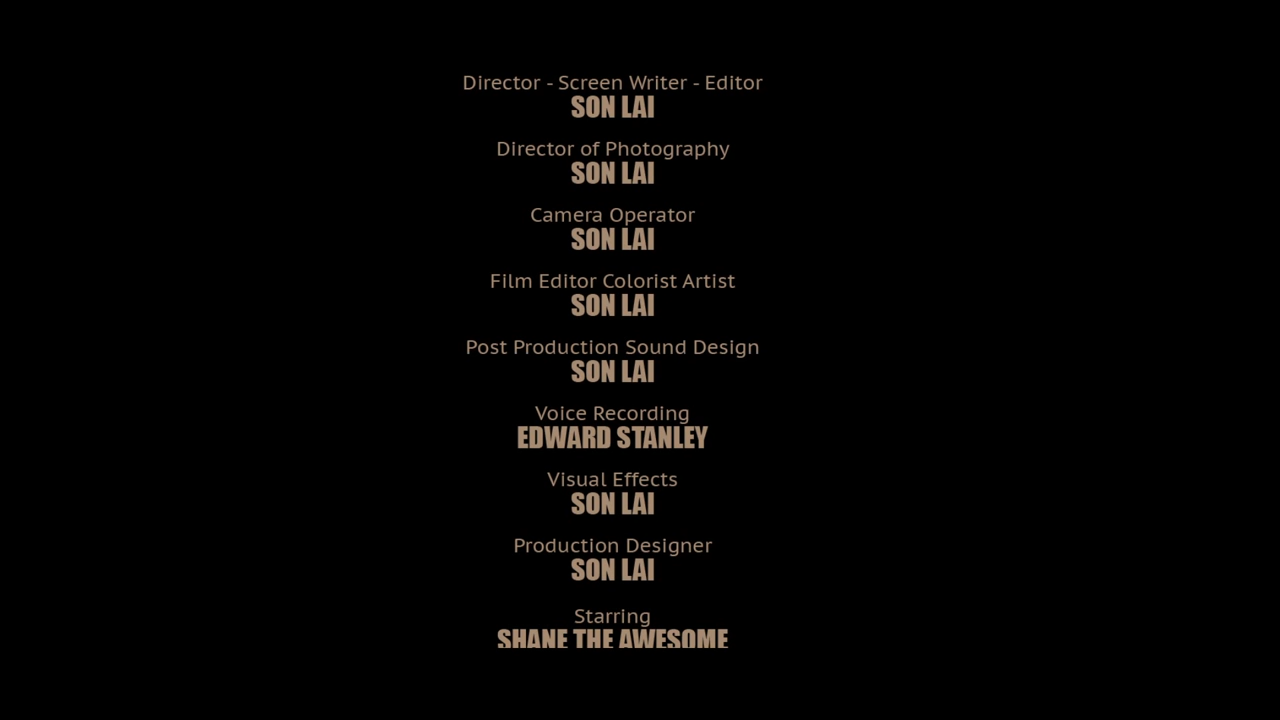 Director - Screen Writer - Editor
SON LAI
Director of Photography
SON LAI
Camera Operator
SON LAI
Film Editor Colorist Artist
SON LAI
Post Production Sound Design
SON LAI
Voice Recording
EDWARD STANLEY
Visual Effects
SON LAI
Production Designer
SON LAI
Starring
SHANE THE AWESOME